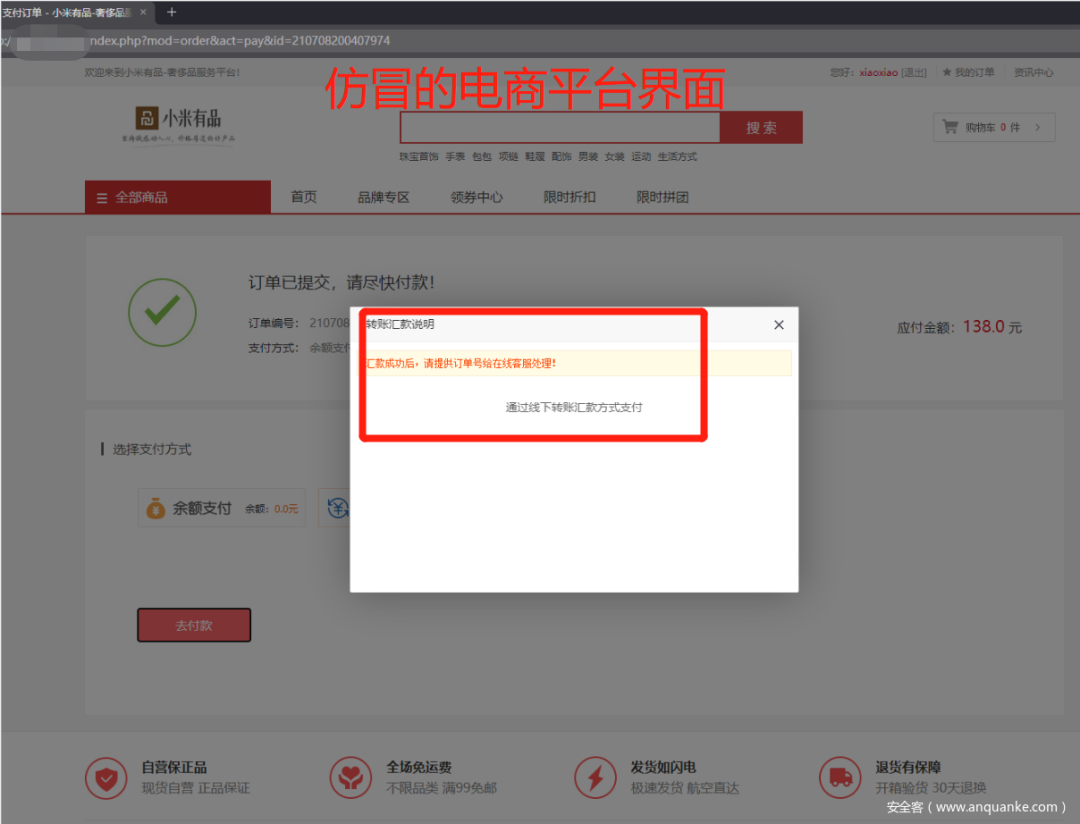 支付订单 - 小米有品-奢侈品
index.php?mod=order&act=pay&id=210708200407974
欢迎来到小米有品-奢侈品服务平台!
您好: xiaoxiao [退出] ★ 我的订单 资讯中心
仿冒的电商平台界面
小米有品
搜 索
购物车 0 件
珠宝首饰 手表 包包 项链 鞋履 配饰 男装 女装 运动 生活方式
全部商品 首页 品牌专区 领券中心 限时折扣 限时拼团
订单已提交，请尽快付款!
订单编号: 210708
支付方式: 余额支付
应付金额: 138.0 元
转账汇款说明
汇款成功后，请提供订单号给在线客服处理!
通过线下转账汇款方式支付
选择支付方式
余额支付 余额: 0.0元
去付款
自营保正品
现货自营 正品保证
全场免运费
不限品类 满99免邮
发货如闪电
极速发货 航空直达
退货有保障
开箱验货 30天退换
安全客（www.anquanke.com）